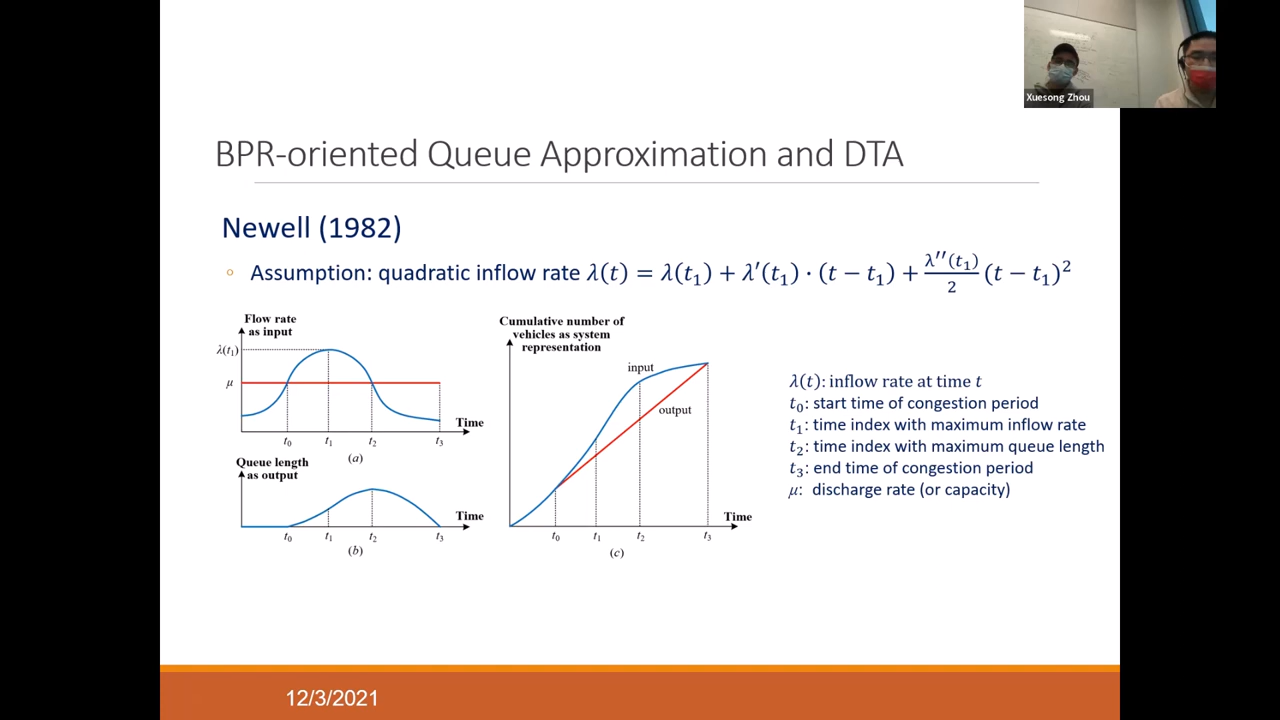 Xuesong Zhou
BPR-oriented Queue Approximation and DTA
Newell (1982)
◦ Assumption: quadratic inflow rate λ(t) = λ(t₁) + λ′(t₁) · (t − t₁) + λ′′(t₁)/2 (t − t₁)²
Flow rate
as input
λ(t₁)
μ
Time
t₀ t₁ t₂ t₃
(a)
Queue length
as output
Time
t₀ t₁ t₂ t₃
(b)
Cumulative number of
vehicles as system
representation
input
output
Time
t₀ t₁ t₂ t₃
(c)
λ(t): inflow rate at time t
t₀: start time of congestion period
t₁: time index with maximum inflow rate
t₂: time index with maximum queue length
t₃: end time of congestion period
μ: discharge rate (or capacity)
12/3/2021